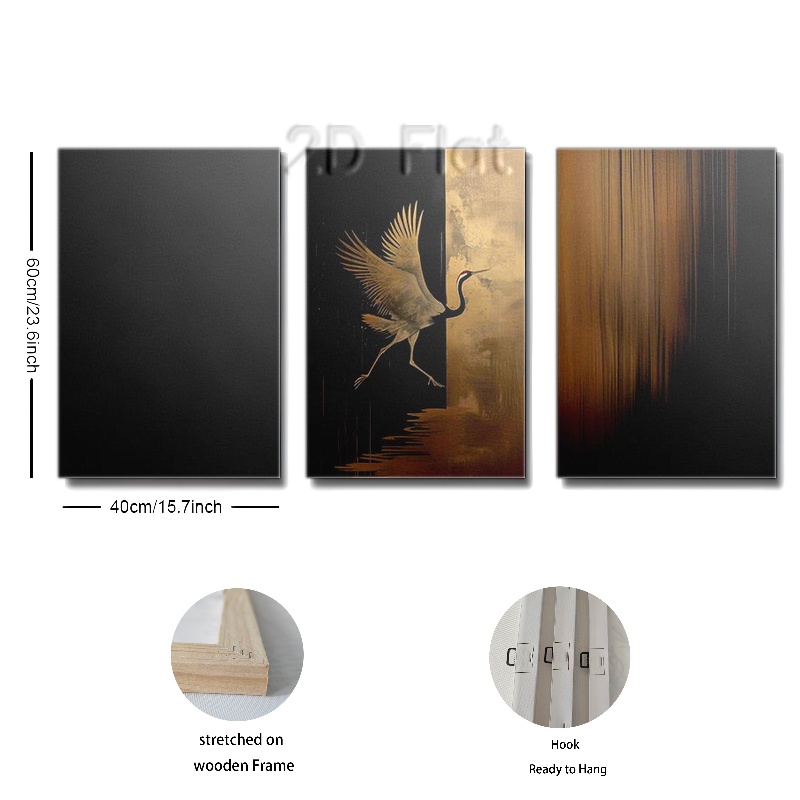 2D Flat
60cm/23.6inch
40cm/15.7inch
stretched on
wooden Frame
Hook
Ready to Hang